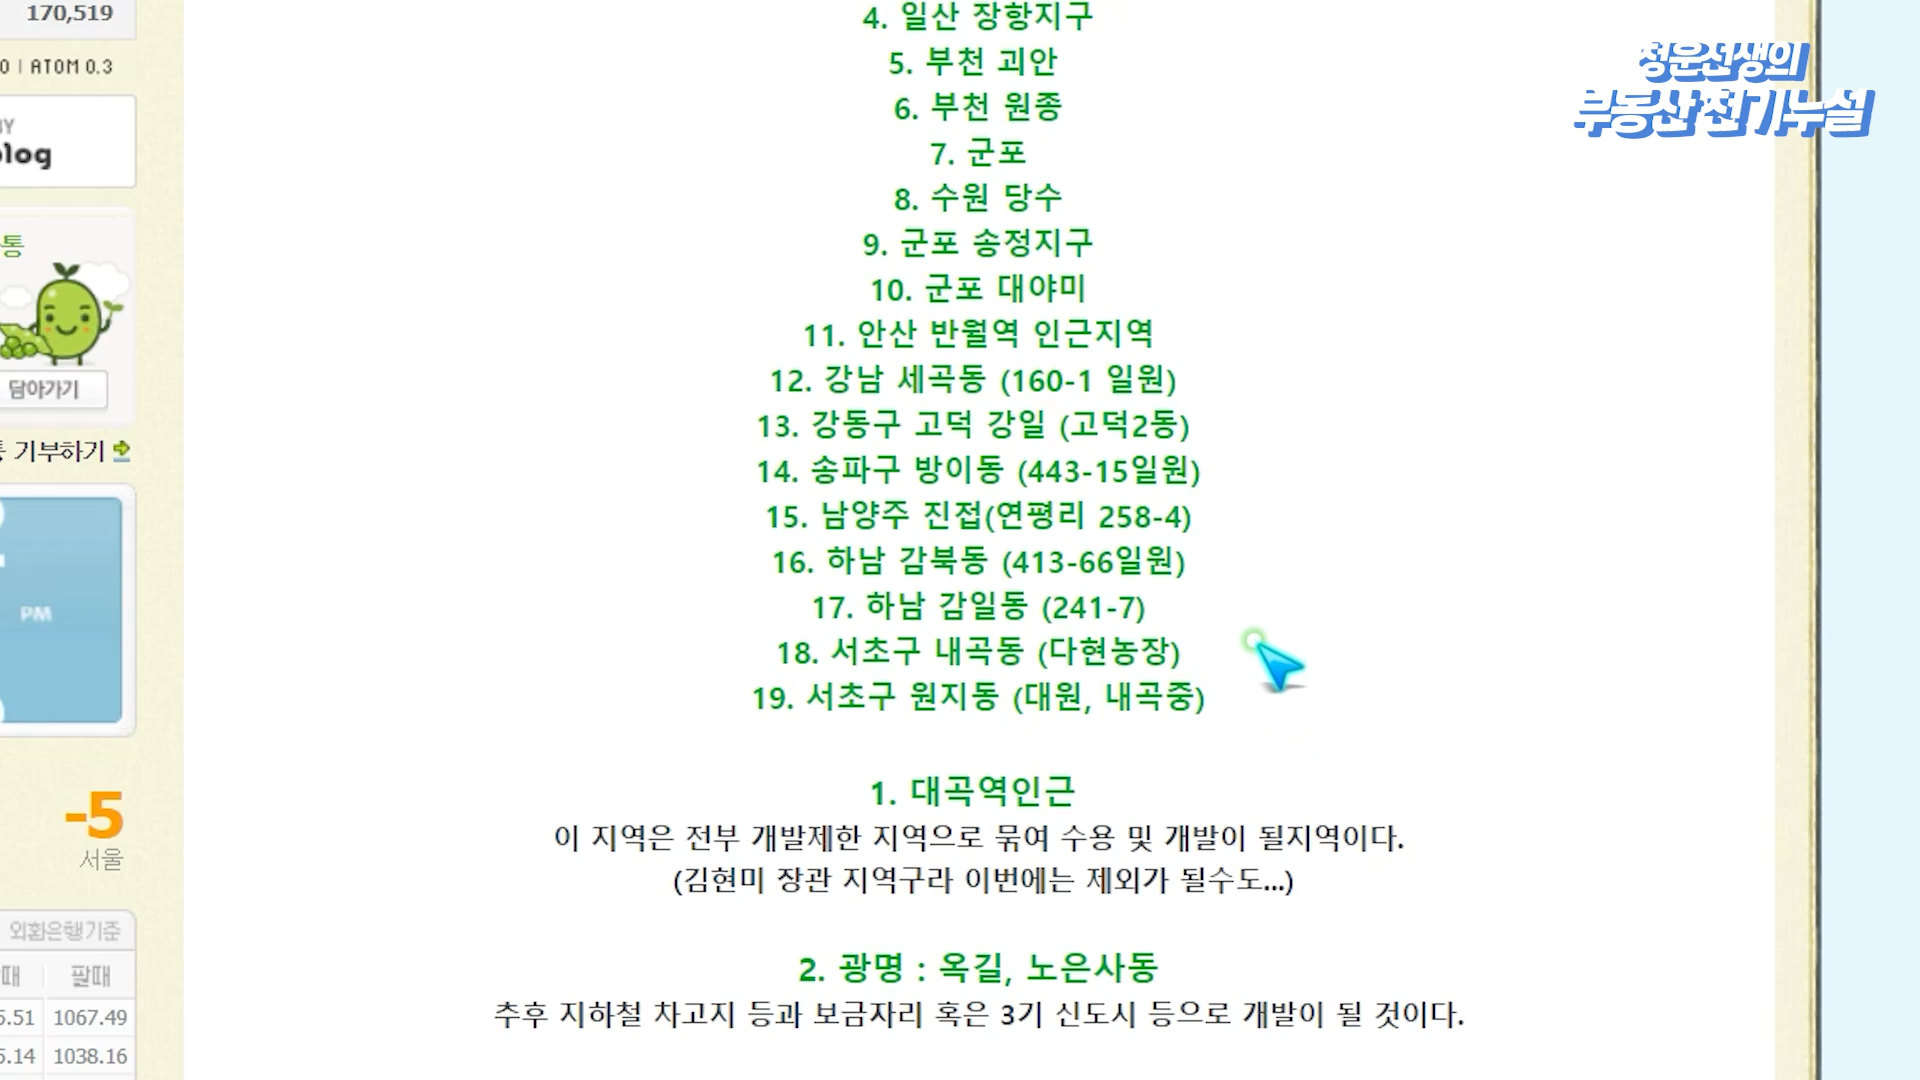 170,519
ATOM 0.3
담아가기
기부하기
PM
-5
서울
외환은행기준
팔때
1067.49
1038.16
4. 일산 장항지구
5. 부천 괴안
6. 부천 원종
7. 군포
8. 수원 당수
9. 군포 송정지구
10. 군포 대야미
11. 안산 반월역 인근지역
12. 강남 세곡동 (160-1 일원)
13. 강동구 고덕 강일 (고덕2동)
14. 송파구 방이동 (443-15일원)
15. 남양주 진접(연평리 258-4)
16. 하남 감북동 (413-66일원)
17. 하남 감일동 (241-7)
18. 서초구 내곡동 (다현농장)
19. 서초구 원지동 (대원, 내곡중)
1. 대곡역인근
이 지역은 전부 개발제한 지역으로 묶여 수용 및 개발이 될지역이다.
(김현미 장관 지역구라 이번에는 제외가 될수도...)
2. 광명 : 옥길, 노은사동
추후 지하철 차고지 등과 보금자리 혹은 3기 신도시 등으로 개발이 될 것이다.
청운선생의
부동산 천기누설